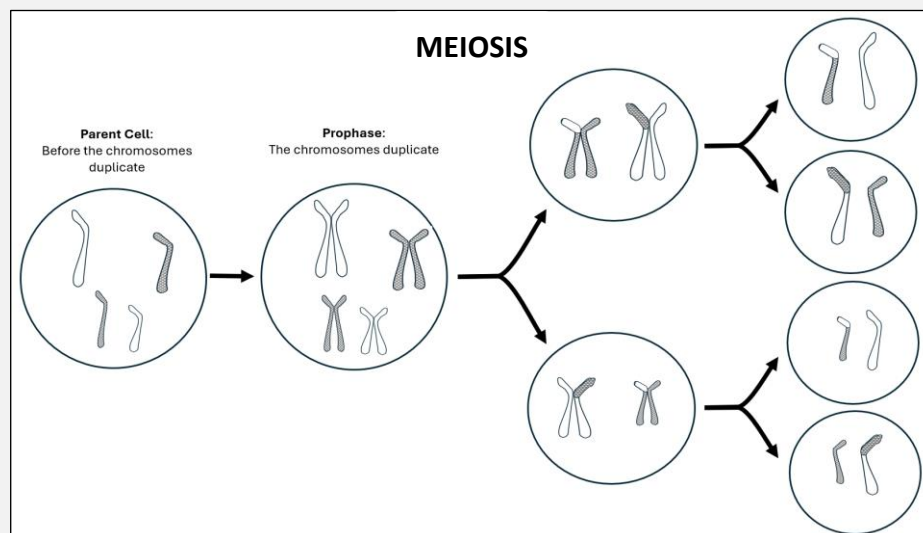 MEIOSIS
Parent Cell:
Before the chromosomes
duplicate
Prophase:
The chromosomes duplicate